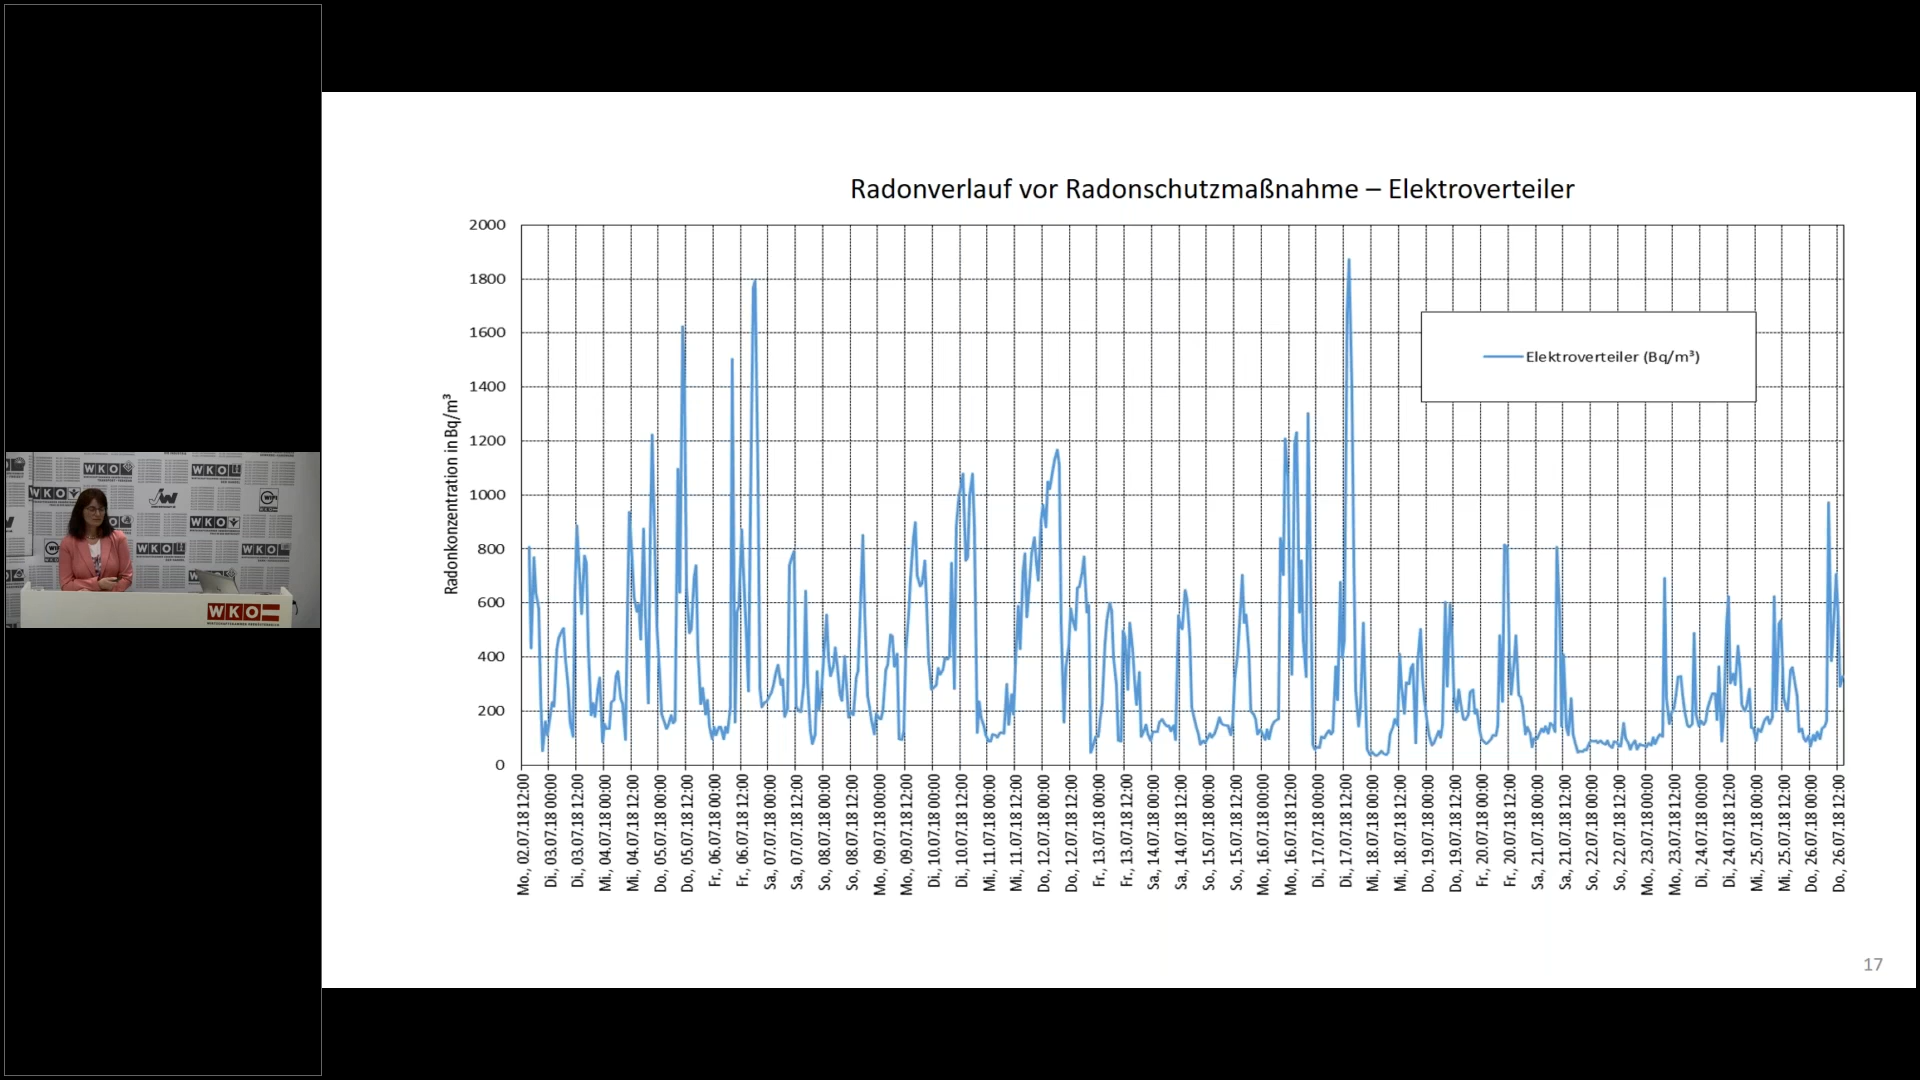 Radonverlauf vor Radonschutzmaßnahme – Elektroverteiler
Radonkonzentration in Bq/m³
2000
1800
1600
1400
1200
1000
800
600
400
200
0
Elektroverteiler (Bq/m³)
Mo., 02.07.18 12:00
Di., 03.07.18 00:00
Di., 03.07.18 12:00
Mi., 04.07.18 00:00
Mi., 04.07.18 12:00
Do., 05.07.18 00:00
Do., 05.07.18 12:00
Fr., 06.07.18 00:00
Fr., 06.07.18 12:00
Sa., 07.07.18 00:00
Sa., 07.07.18 12:00
So., 08.07.18 00:00
So., 08.07.18 12:00
Mo., 09.07.18 00:00
Mo., 09.07.18 12:00
Di., 10.07.18 00:00
Di., 10.07.18 12:00
Mi., 11.07.18 00:00
Mi., 11.07.18 12:00
Do., 12.07.18 00:00
Do., 12.07.18 12:00
Fr., 13.07.18 00:00
Fr., 13.07.18 12:00
Sa., 14.07.18 00:00
Sa., 14.07.18 12:00
So., 15.07.18 00:00
So., 15.07.18 12:00
Mo., 16.07.18 00:00
Mo., 16.07.18 12:00
Di., 17.07.18 00:00
Di., 17.07.18 12:00
Mi., 18.07.18 00:00
Mi., 18.07.18 12:00
Do., 19.07.18 00:00
Do., 19.07.18 12:00
Fr., 20.07.18 00:00
Fr., 20.07.18 12:00
Sa., 21.07.18 00:00
Sa., 21.07.18 12:00
So., 22.07.18 00:00
So., 22.07.18 12:00
Mo., 23.07.18 00:00
Mo., 23.07.18 12:00
Di., 24.07.18 00:00
Di., 24.07.18 12:00
Mi., 25.07.18 00:00
Mi., 25.07.18 12:00
Do., 26.07.18 00:00
Do., 26.07.18 12:00
17
WKO
WKO
WKO
WKO
WKO
WKO
WKO